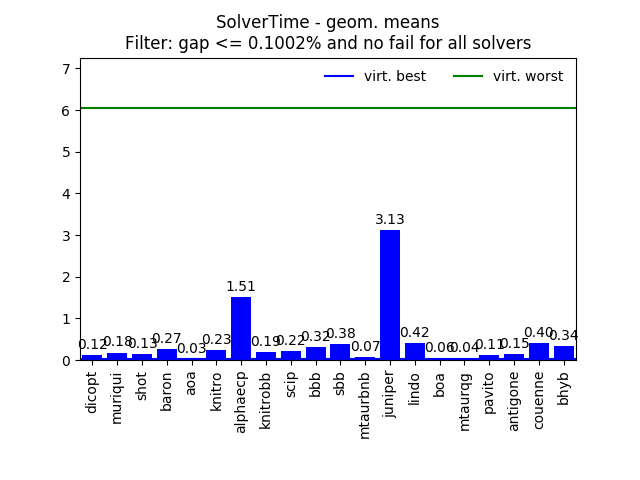 SolverTime - geom. means
Filter: gap <= 0.1002% and no fail for all solvers
virt. best
virt. worst
7
6
5
4
3
2
1
0
0.12
0.18
0.13
0.27
0.03
0.23
1.51
0.19
0.22
0.32
0.38
0.07
3.13
0.42
0.06
0.04
0.11
0.15
0.40
0.34
dicopt
muriqui
shot
baron
aoa
knitro
alphaecp
knitrobb
scip
bbb
sbb
mtaurbnb
juniper
lindo
boa
mtaurqg
pavito
antigone
couenne
bhyb